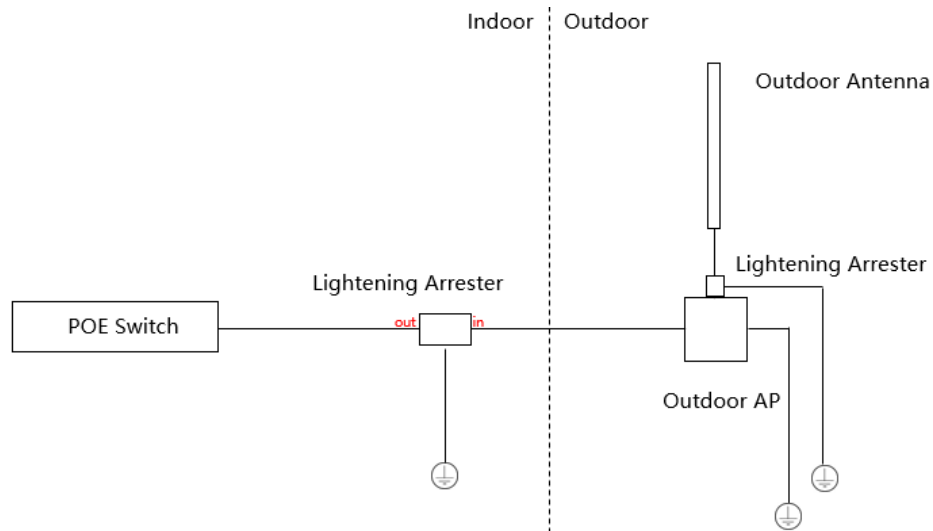 Indoor
Outdoor
Outdoor Antenna
Lightening Arrester
Lightening Arrester
POE Switch
out
in
Outdoor AP